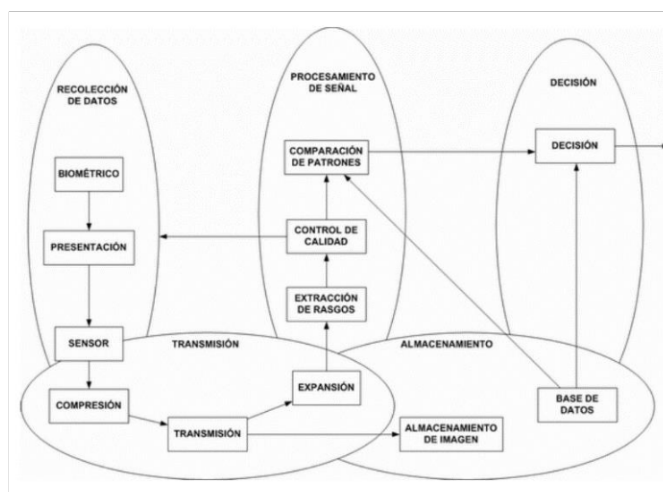 RECOLECCIÓN
DE DATOS
PROCESAMIENTO
DE SEÑAL
DECISIÓN
COMPARACIÓN
DE PATRONES
DECISIÓN
BIOMÉTRICO
PRESENTACIÓN
CONTROL DE
CALIDAD
EXTRACCIÓN
DE RASGOS
SENSOR
TRANSMISIÓN
ALMACENAMIENTO
EXPANSIÓN
COMPRESIÓN
BASE DE
DATOS
TRANSMISIÓN
ALMACENAMIENTO
DE IMAGEN